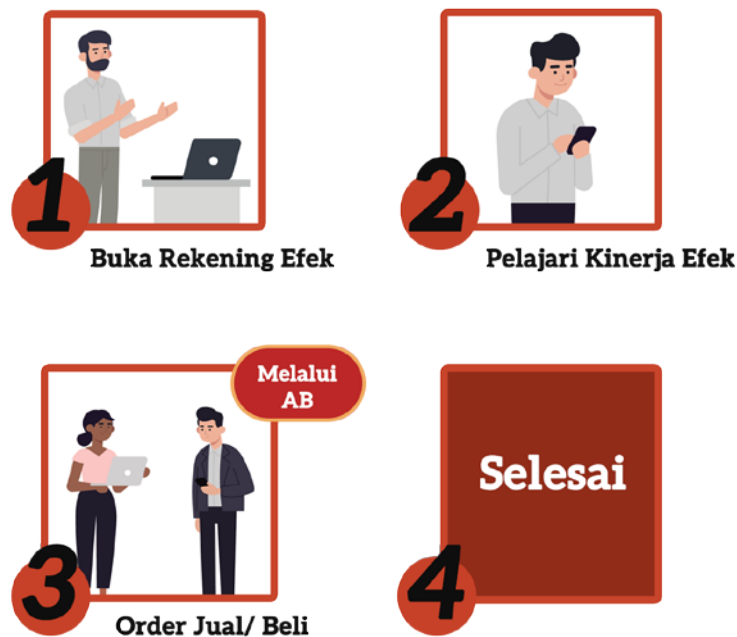 1
Buka Rekening Efek
2
Pelajari Kinerja Efek
Melalui
AB
3
Order Jual/ Beli
Selesai
4